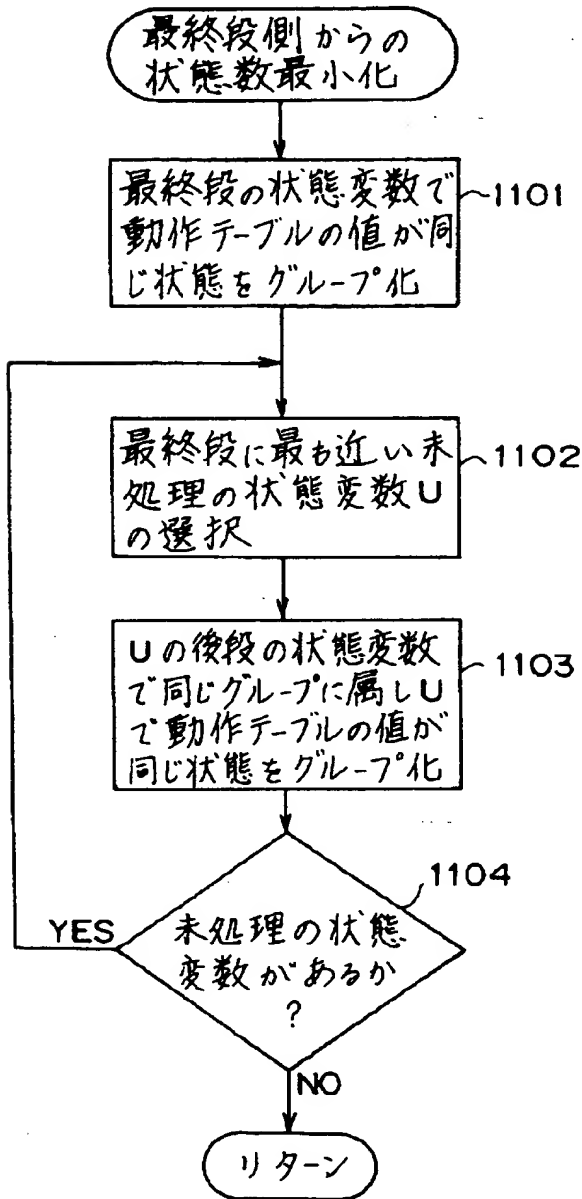 最終段側からの
状態数最小化
最終段の状態変数で
動作テーブルの値が同
じ状態をグループ化
1101
最終段に最も近い未
処理の状態変数U
の選択
1102
Uの後段の状態変数
で同じグループに属しU
で動作テーブルの値が
同じ状態をグループ化
1103
1104
未処理の状態
変数があるか
?
YES
NO
リターン